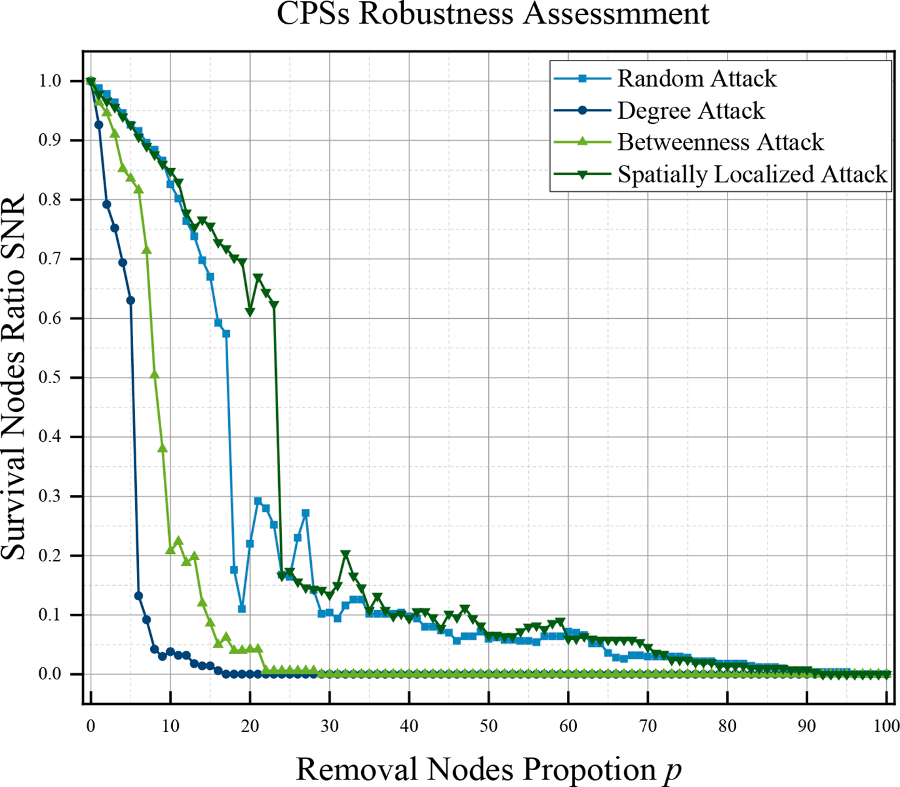 CPSs Robustness Assessmment
Random Attack
Degree Attack
Betweenness Attack
Spatially Localized Attack
Survival Nodes Ratio SNR
1.0
0.9
0.8
0.7
0.6
0.5
0.4
0.3
0.2
0.1
0.0
0 10 20 30 40 50 60 70 80 90 100
Removal Nodes Propotion p